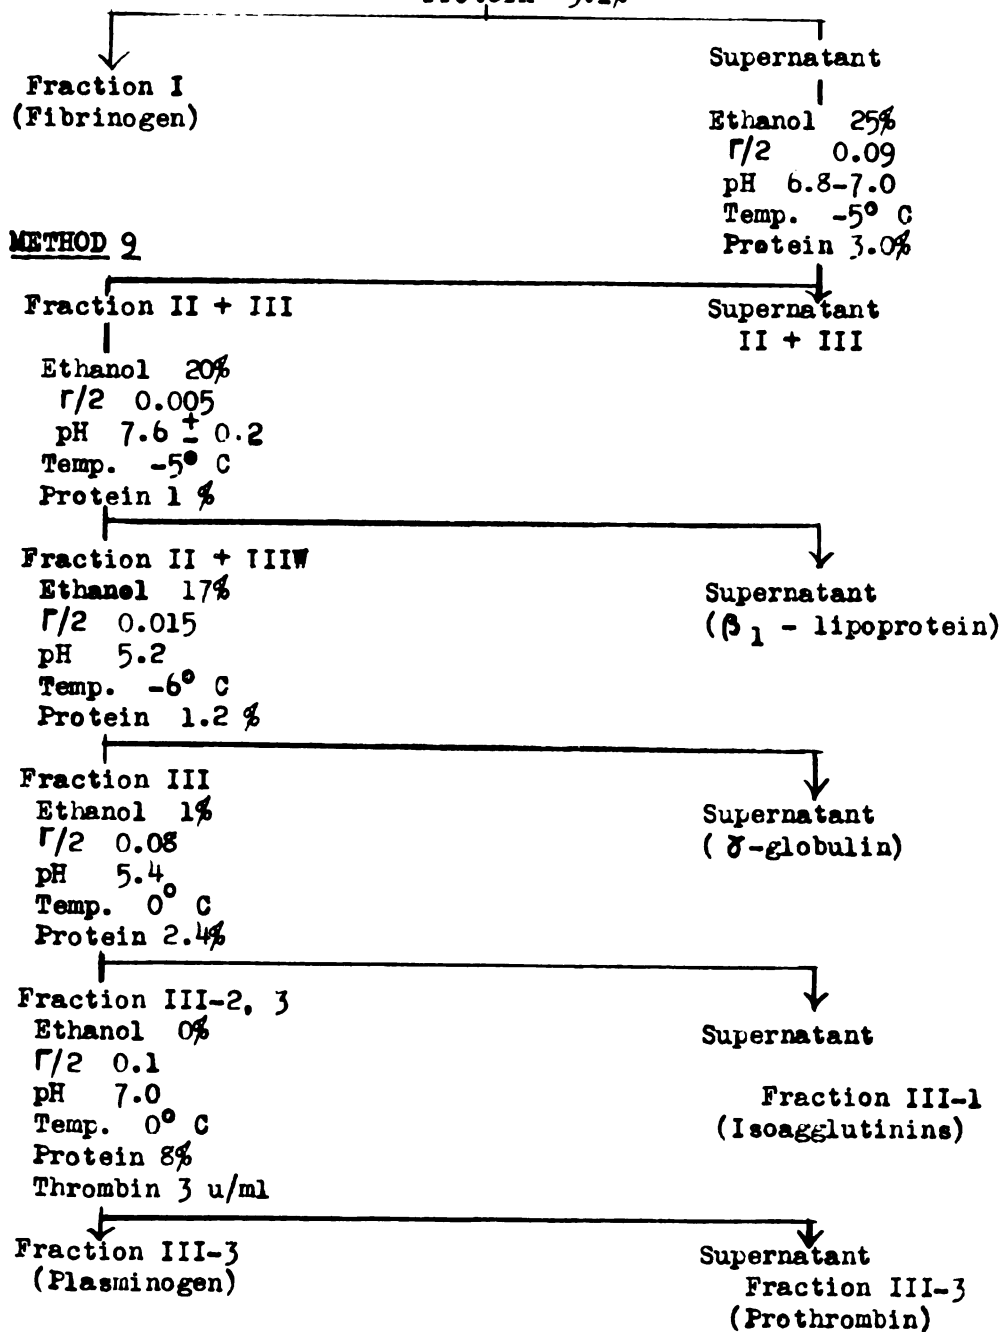 Protein 5.1%
Fraction I
(Fibrinogen)
Supernatant
Ethanol 25%
Γ/2 0.09
pH 6.8-7.0
Temp. -5° C
Protein 3.0%
METHOD 9
Fraction II + III
Supernatant
II + III
Ethanol 20%
Γ/2 0.005
pH 7.6 ± 0.2
Temp. -5° C
Protein 1 %
Fraction II + IIIW
Ethanol 17%
Γ/2 0.015
pH 5.2
Temp. -6° C
Protein 1.2 %
Supernatant
(β1 - lipoprotein)
Fraction III
Ethanol 1%
Γ/2 0.08
pH 5.4
Temp. 0° C
Protein 2.4%
Supernatant
( γ-globulin)
Fraction III-2, 3
Ethanol 0%
Γ/2 0.1
pH 7.0
Temp. 0° C
Protein 8%
Thrombin 3 u/ml
Supernatant
Fraction III-1
(Isoagglutinins)
Fraction III-3
(Plasminogen)
Supernatant
Fraction III-3
(Prothrombin)